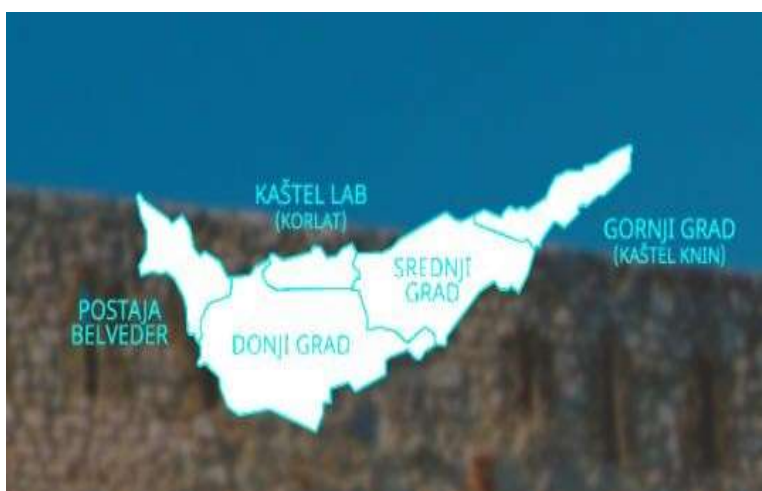 KAŠTEL LAB
(KORLAT)
GORNJI GRAD
(KAŠTEL KNIN)
SREDNJI
GRAD
POSTAJA
BELVEDER
DONJI GRAD